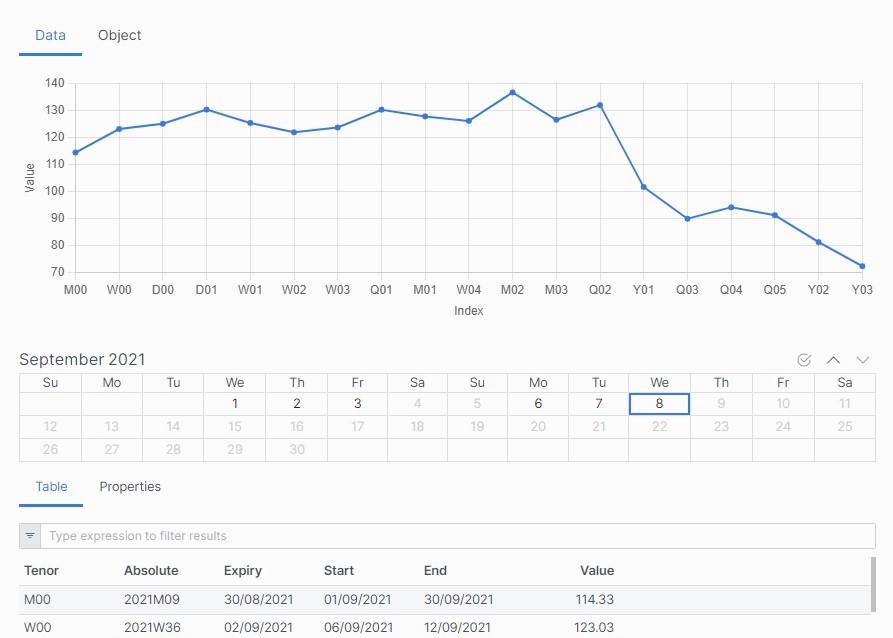 Data Object
140
130
120
110
100
90
80
70
Value
M00 W00 D00 D01 W01 W02 W03 Q01 M01 W04 M02 M03 Q02 Y01 Q03 Q04 Q05 Y02 Y03
Index
September 2021
Su Mo Tu We Th Fr Sa Su Mo Tu We Th Fr Sa
1 2 3 4 5 6 7 8 9 10 11
12 13 14 15 16 17 18 19 20 21 22 23 24 25
26 27 28 29 30
Table Properties
Type expression to filter results
Tenor Absolute Expiry Start End Value
M00 2021M09 30/08/2021 01/09/2021 30/09/2021 114.33
W00 2021W36 02/09/2021 06/09/2021 12/09/2021 123.03